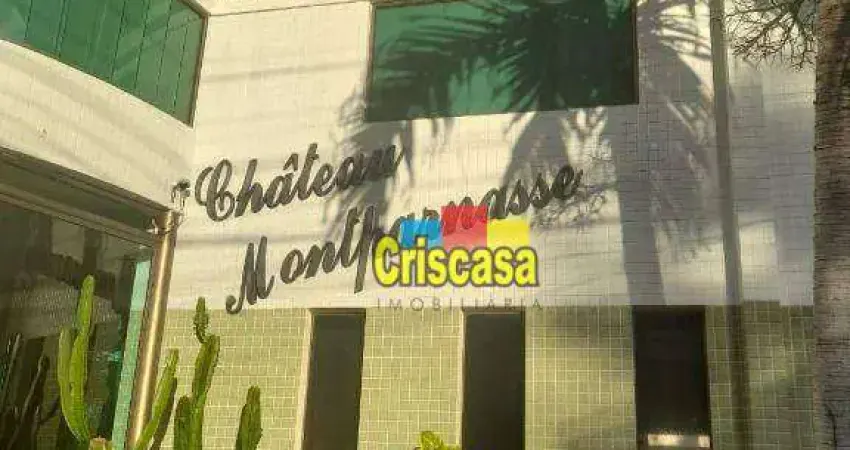 Château
Montparnasse
Criscasa
IMOBILIÁRIA